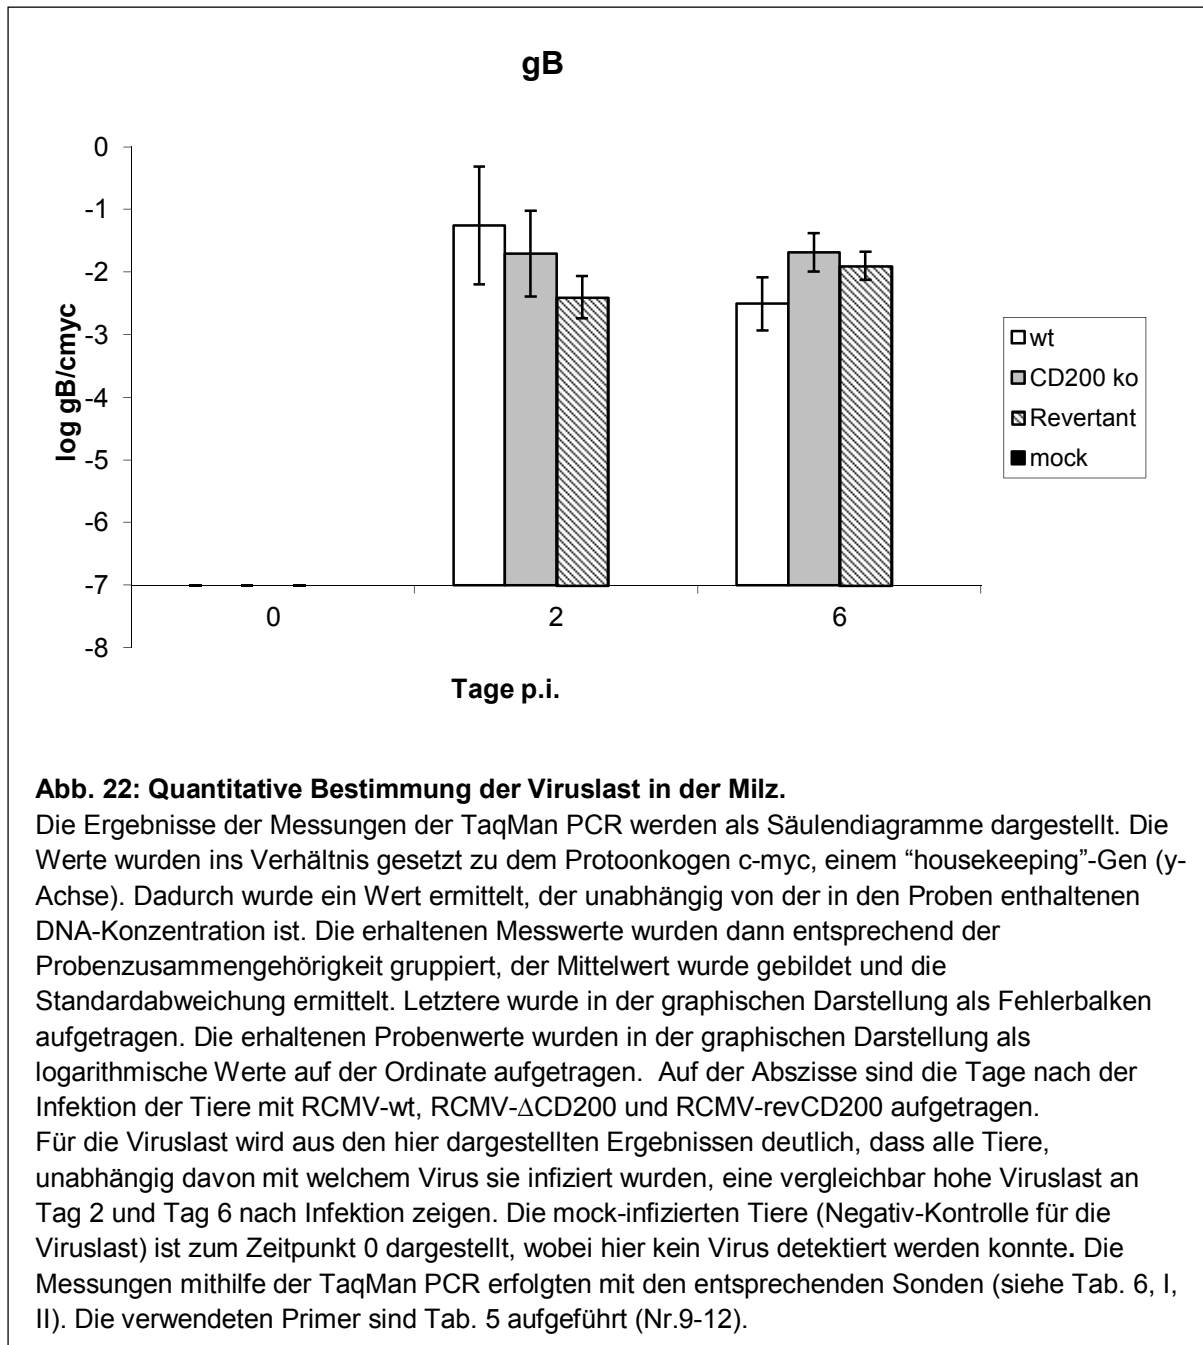 gB
0
-1
-2
-3
-4
-5
-6
-7
-8
log gB/cmyc
0
2
6
Tage p.i.
wt
CD200 ko
Revertant
mock
Abb. 22: Quantitative Bestimmung der Viruslast in der Milz.
Die Ergebnisse der Messungen der TaqMan PCR werden als Säulendiagramme dargestellt. Die
Werte wurden ins Verhältnis gesetzt zu dem Protoonkogen c-myc, einem “housekeeping”-Gen (y-
Achse). Dadurch wurde ein Wert ermittelt, der unabhängig von der in den Proben enthaltenen
DNA-Konzentration ist. Die erhaltenen Messwerte wurden dann entsprechend der
Probenzusammengehörigkeit gruppiert, der Mittelwert wurde gebildet und die
Standardabweichung ermittelt. Letztere wurde in der graphischen Darstellung als Fehlerbalken
aufgetragen. Die erhaltenen Probenwerte wurden in der graphischen Darstellung als
logarithmische Werte auf der Ordinate aufgetragen. Auf der Abszisse sind die Tage nach der
Infektion der Tiere mit RCMV-wt, RCMV-∆CD200 und RCMV-revCD200 aufgetragen.
Für die Viruslast wird aus den hier dargestellten Ergebnissen deutlich, dass alle Tiere,
unabhängig davon mit welchem Virus sie infiziert wurden, eine vergleichbar hohe Viruslast an
Tag 2 und Tag 6 nach Infektion zeigen. Die mock-infizierten Tiere (Negativ-Kontrolle für die
Viruslast) ist zum Zeitpunkt 0 dargestellt, wobei hier kein Virus detektiert werden konnte. Die
Messungen mithilfe der TaqMan PCR erfolgten mit den entsprechenden Sonden (siehe Tab. 6, I,
II). Die verwendeten Primer sind Tab. 5 aufgeführt (Nr.9-12).